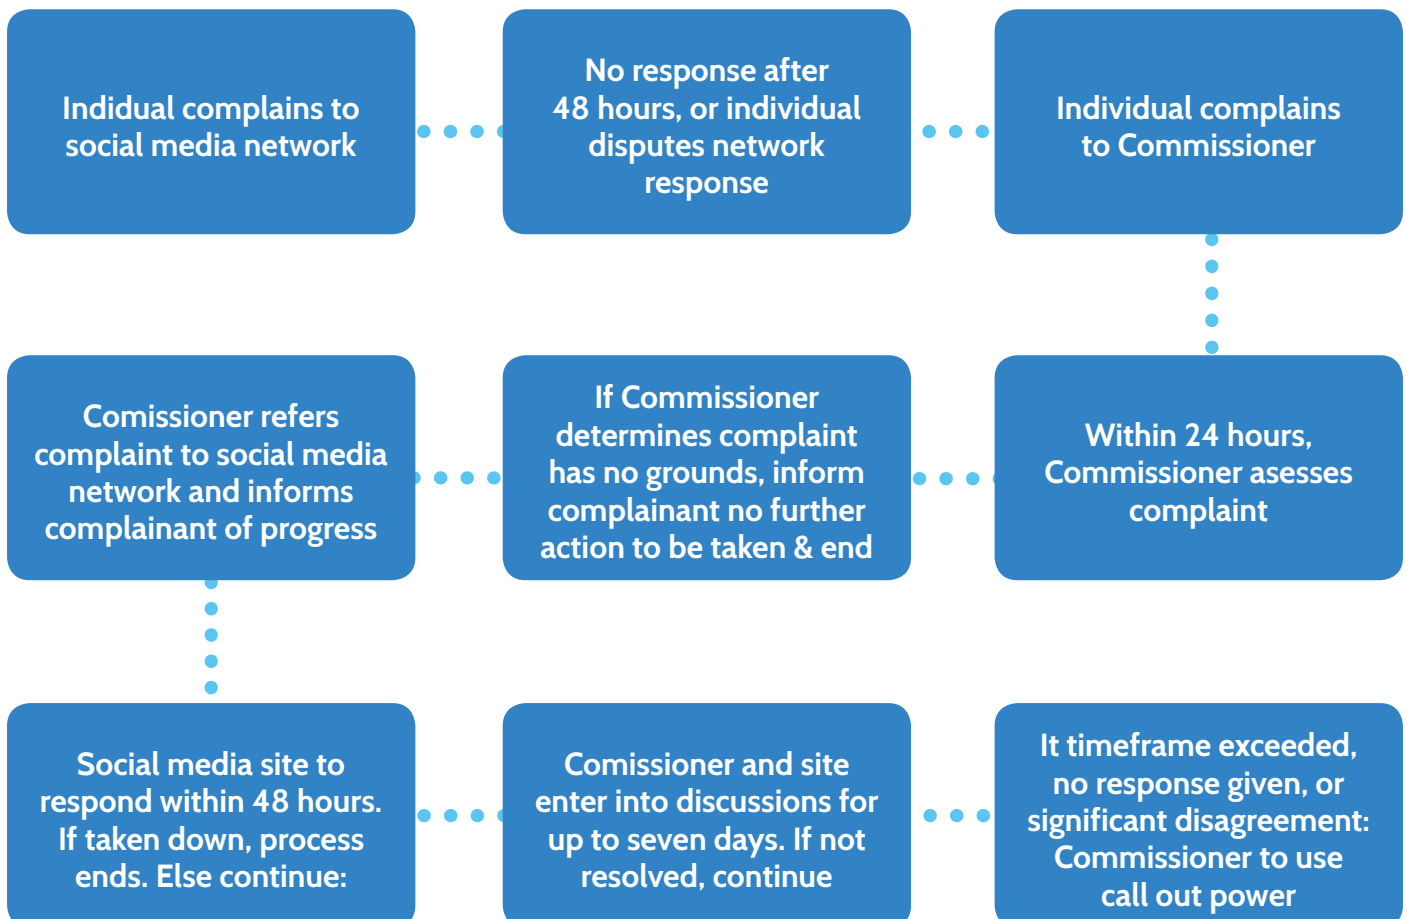 Indidual complains to
social media network
No response after
48 hours, or individual
disputes network
response
Individual complains
to Commissioner
Within 24 hours,
Commissioner asesses
complaint
If Commissioner
determines complaint
has no grounds, inform
complainant no further
action to be taken & end
Comissioner refers
complaint to social media
network and informs
complainant of progress
Social media site to
respond within 48 hours.
If taken down, process
ends. Else continue:
Comissioner and site
enter into discussions for
up to seven days. If not
resolved, continue
It timeframe exceeded,
no response given, or
significant disagreement:
Commissioner to use
call out power